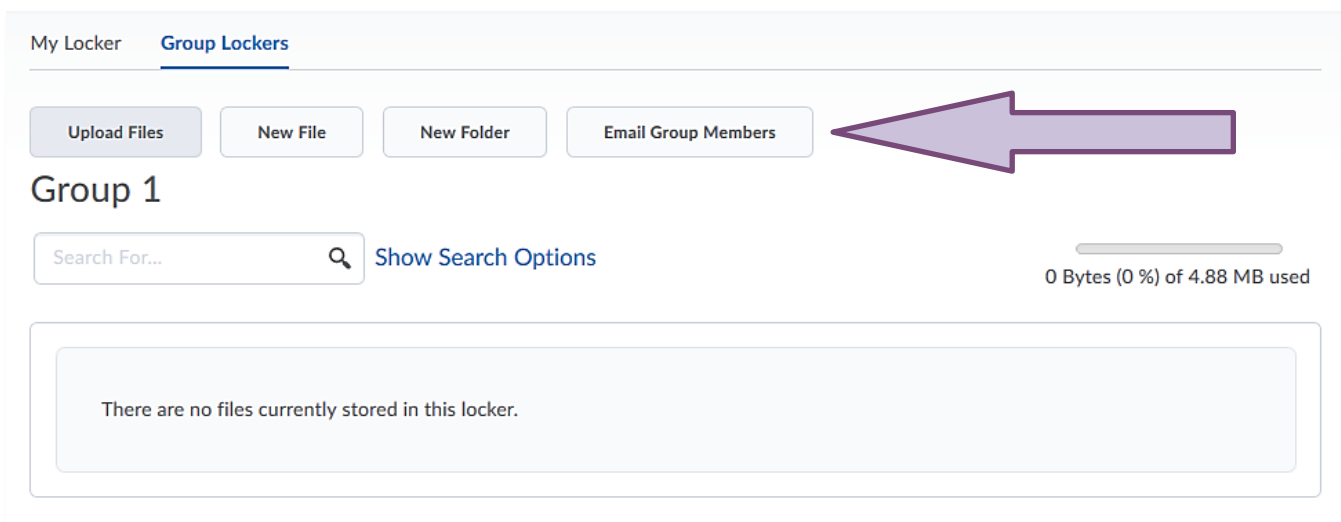 My Locker Group Lockers
Upload Files New File New Folder Email Group Members
Group 1
Search For... Show Search Options
0 Bytes (0 %) of 4.88 MB used
There are no files currently stored in this locker.